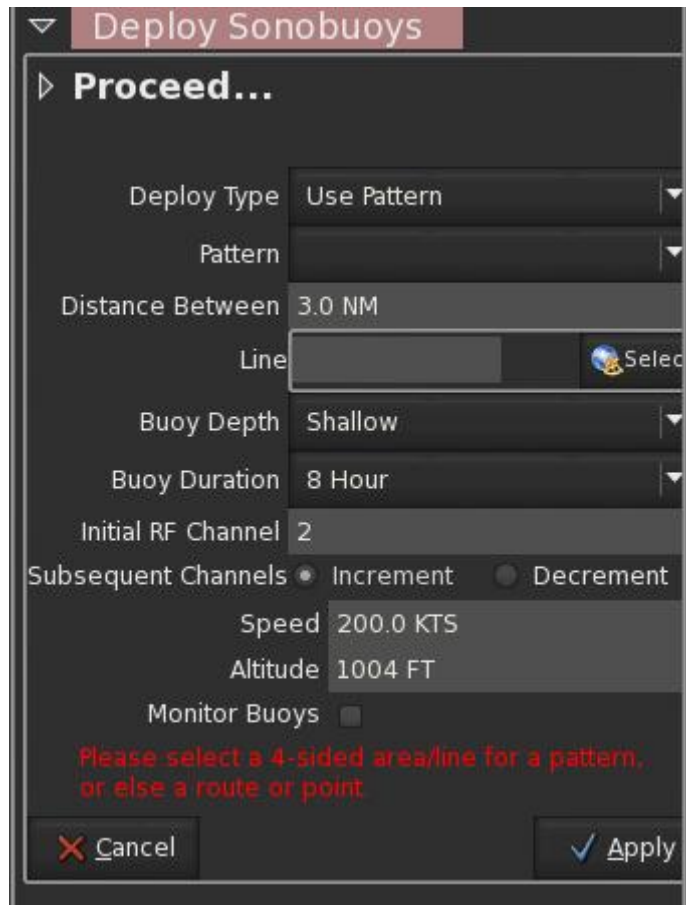 Deploy Sonobuoys
Proceed...
Deploy Type Use Pattern
Pattern
Distance Between 3.0 NM
Line Selec
Buoy Depth Shallow
Buoy Duration 8 Hour
Initial RF Channel 2
Subsequent Channels Increment Decrement
Speed 200.0 KTS
Altitude 1004 FT
Monitor Buoys
Please select a 4-sided area/line for a pattern,
or else a route or point.
Cancel Apply